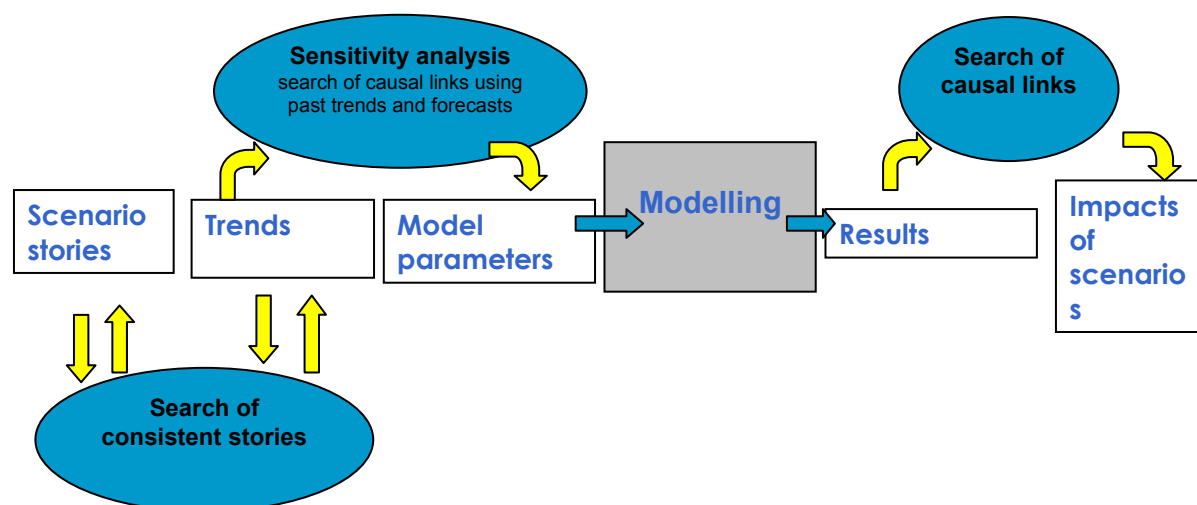 Sensitivity analysis
search of causal links using
past trends and forecasts
Search of
causal links
Scenario
stories
Trends
Model
parameters
Modelling
Results
Impacts
of
scenario
s
Search of
consistent stories